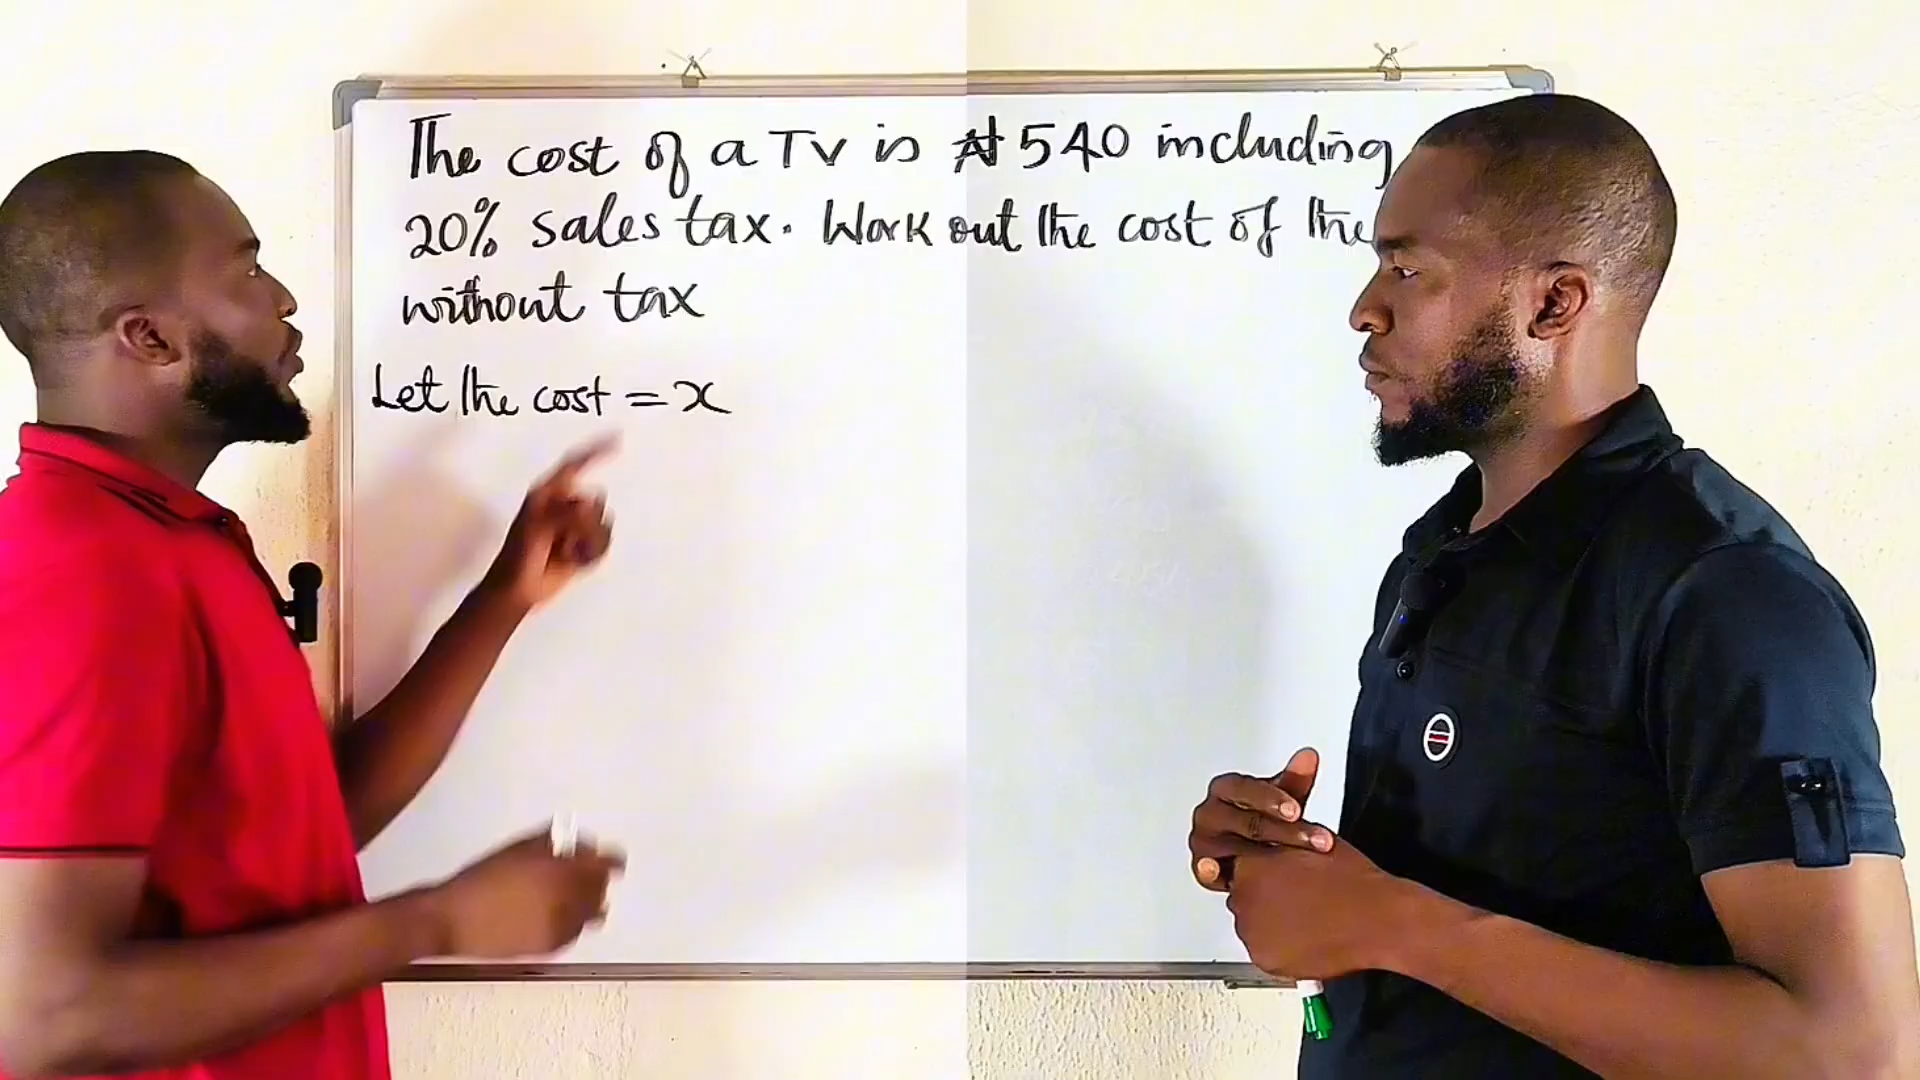 The cost of a TV is ₦540 including
20% sales tax. Work out the cost of the
without tax
Let the cost = x